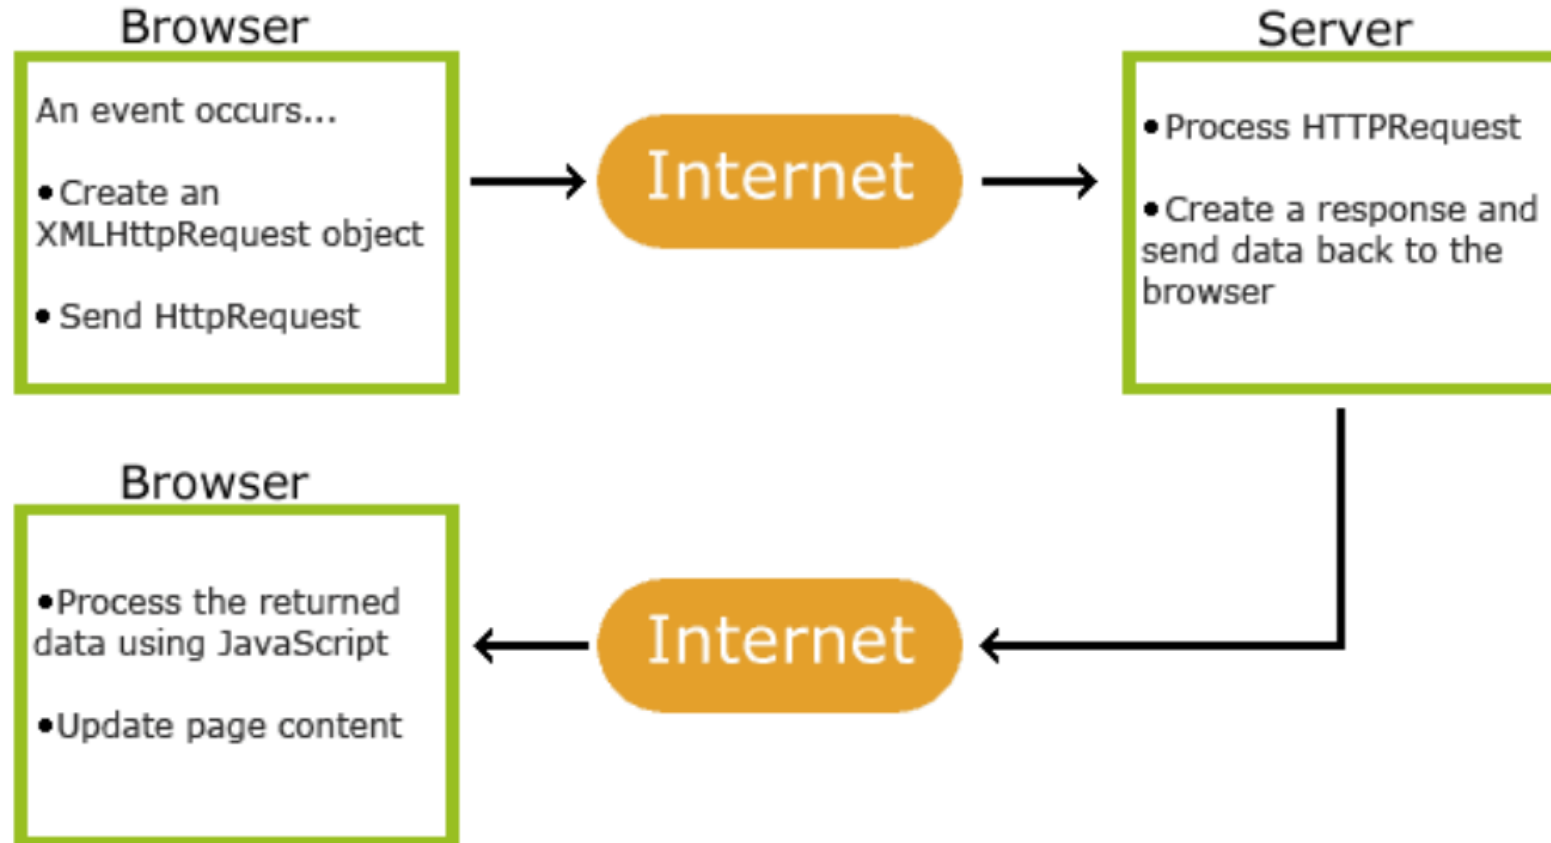 Browser
An event occurs...
•Create an
XMLHttpRequest object
• Send HttpRequest
Internet
Server
•Process HTTPRequest
•Create a response and
send data back to the
browser
Browser
•Process the returned
data using JavaScript
•Update page content
Internet